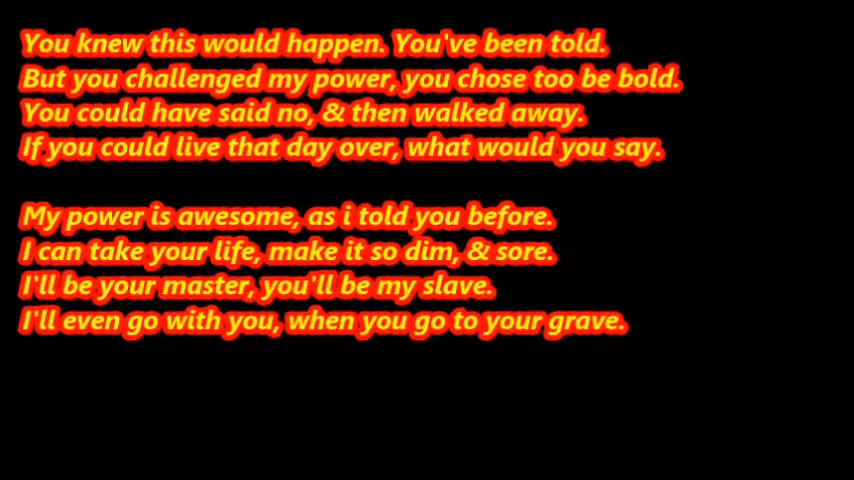 You knew this would happen. You've been told.
But you challenged my power, you chose too be bold.
You could have said no, & then walked away.
If you could live that day over, what would you say.
My power is awesome, as i told you before.
I can take your life, make it so dim, & sore.
I'll be your master, you'll be my slave.
I'll even go with you, when you go to your grave.